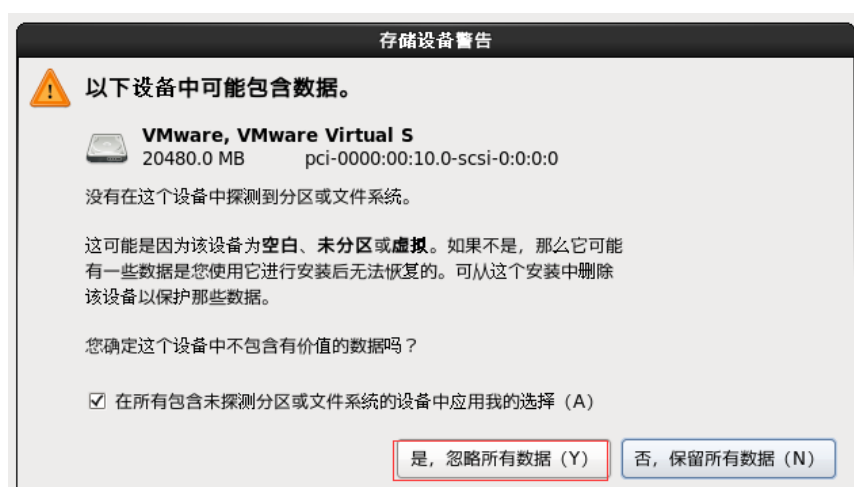 存储设备警告
以下设备中可能包含数据。
VMware, VMware Virtual S
20480.0 MB pci-0000:00:10.0-scsi-0:0:0:0
没有在这个设备中探测到分区或文件系统。
这可能是因为该设备为空白、未分区或虚拟。如果不是，那么它可能
有一些数据是您使用它进行安装后无法恢复的。可从这个安装中删除
该设备以保护那些数据。
您确定这个设备中不包含有价值的数据吗？
在所有包含未探测分区或文件系统的设备中应用我的选择（A）
是，忽略所有数据（Y） 否，保留所有数据（N）